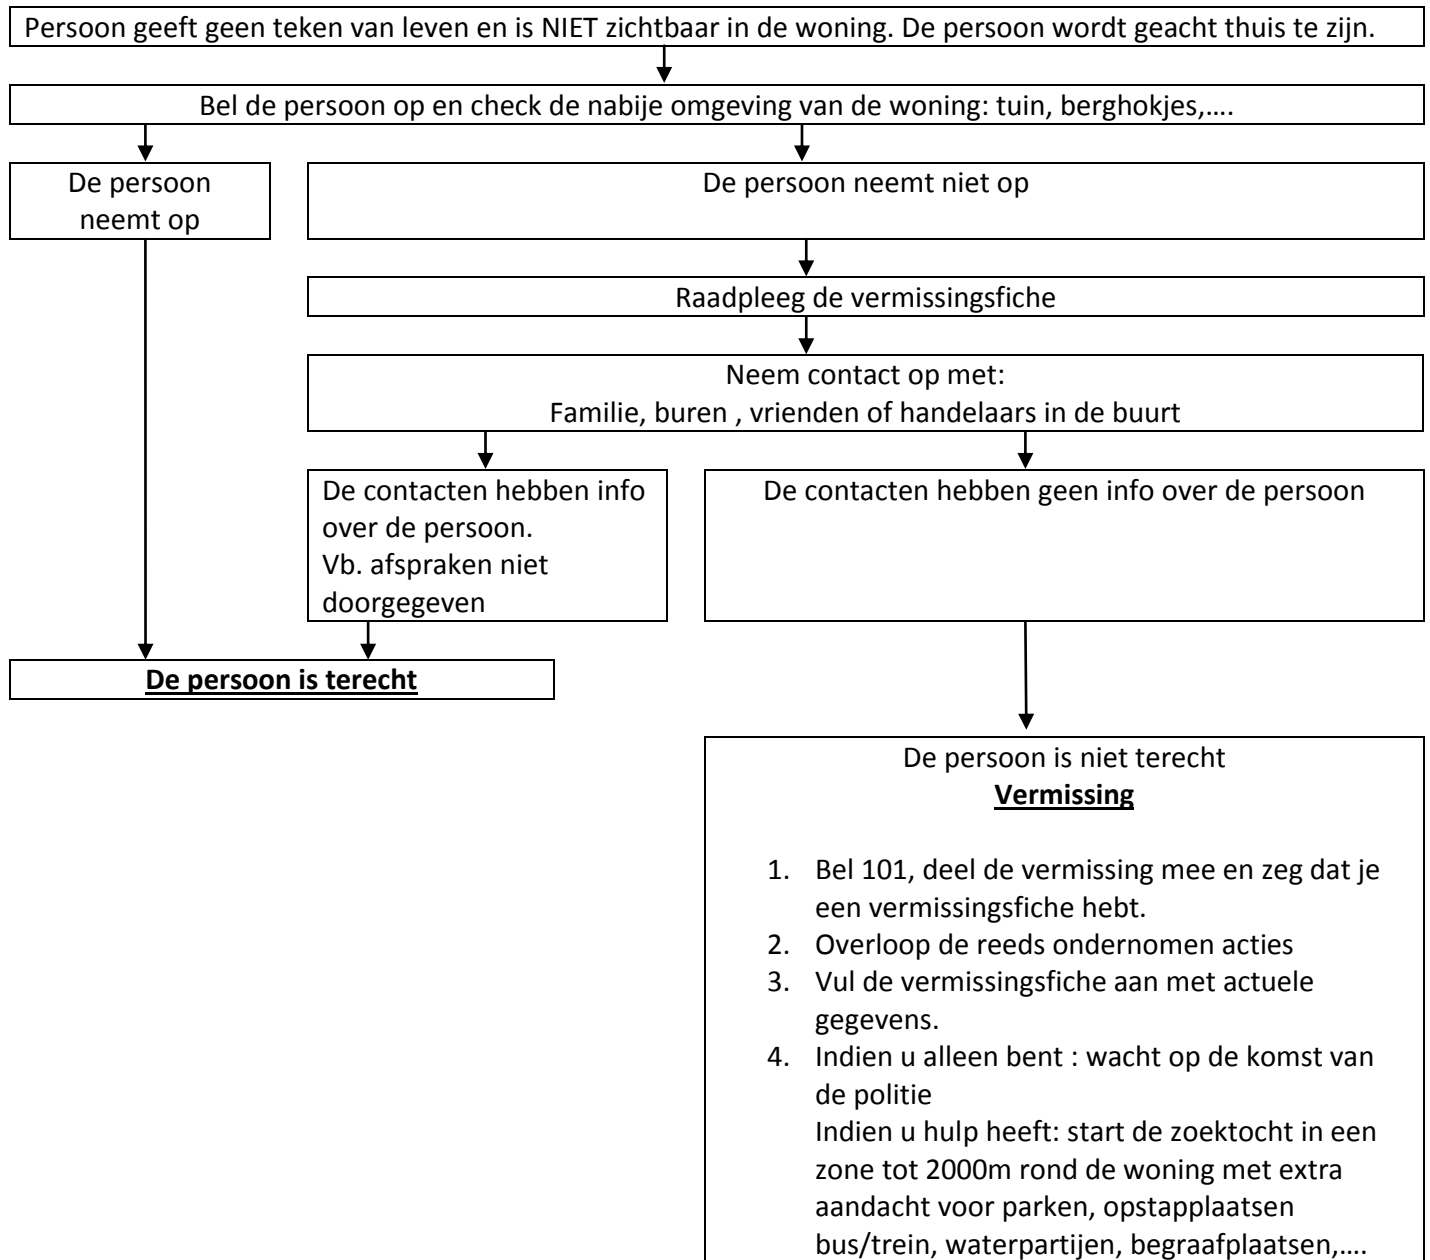 Persoon geeft geen teken van leven en is NIET zichtbaar in de woning. De persoon wordt geacht thuis te zijn.
Bel de persoon op en check de nabije omgeving van de woning: tuin, berghokjes,....
De persoon
neemt op
De persoon neemt niet op
Raadpleeg de vermissingsfiche
Neem contact op met:
Familie, buren , vrienden of handelaars in de buurt
De contacten hebben info
over de persoon.
Vb. afspraken niet
doorgegeven
De contacten hebben geen info over de persoon
De persoon is terecht
De persoon is niet terecht
Vermissing
1. Bel 101, deel de vermissing mee en zeg dat je
een vermissingsfiche hebt.
2. Overloop de reeds ondernomen acties
3. Vul de vermissingsfiche aan met actuele
gegevens.
4. Indien u alleen bent : wacht op de komst van
de politie
Indien u hulp heeft: start de zoektocht in een
zone tot 2000m rond de woning met extra
aandacht voor parken, opstapplaatsen
bus/trein, waterpartijen, begraafplaatsen,....